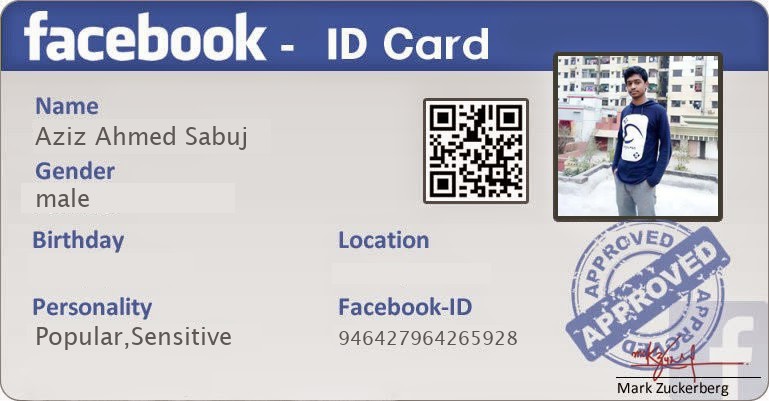 facebook - ID Card
Name
Aziz Ahmed Sabuj
Gender
male
Birthday
Location
Personality
Popular,Sensitive
Facebook-ID
946427964265928
APPROVED
APPROVED
APPROVED
Mark Zuckerberg